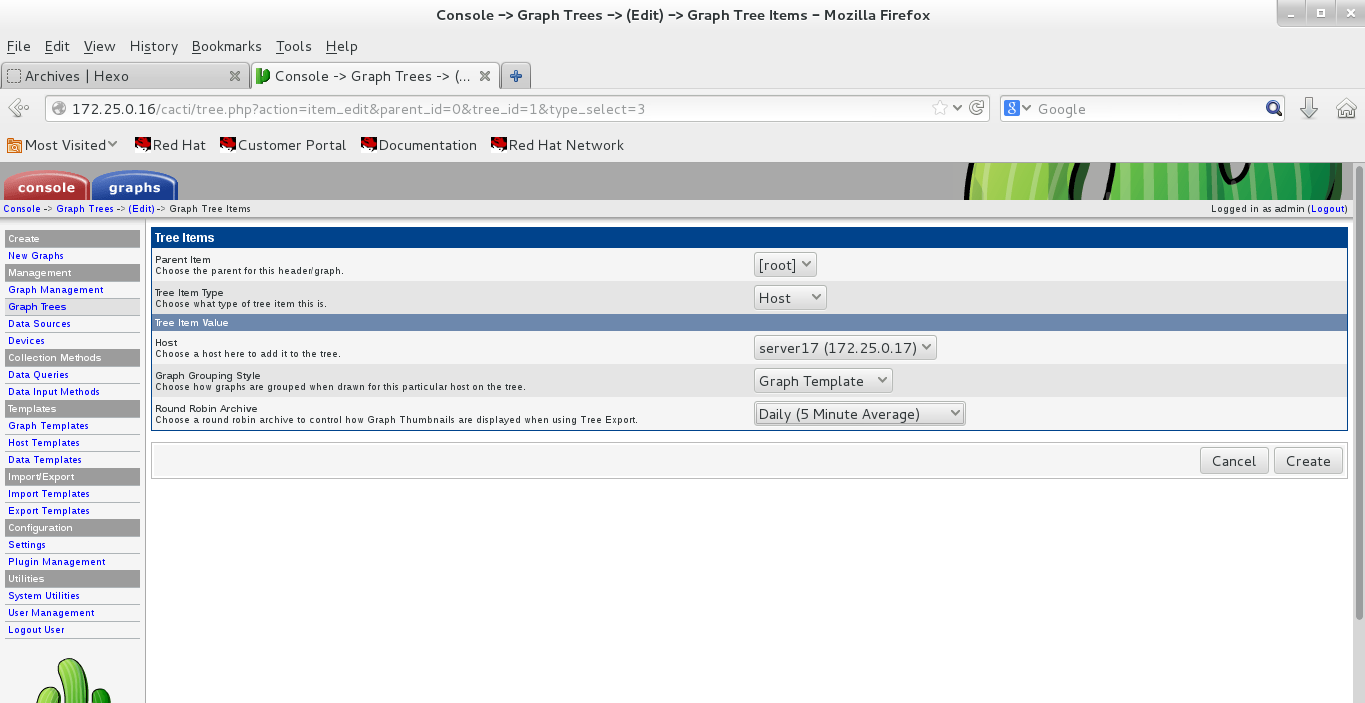 Console -> Graph Trees -> (Edit) -> Graph Tree Items - Mozilla Firefox
File Edit View History Bookmarks Tools Help
Archives | Hexo
Console -> Graph Trees -> (...
172.25.0.16/cacti/tree.php?action=item_edit&parent_id=0&tree_id=1&type_select=3
Google
Most Visited Red Hat Customer Portal Documentation Red Hat Network
console graphs
Console -> Graph Trees -> (Edit) -> Graph Tree Items
Logged in as admin (Logout)
Create
New Graphs
Management
Graph Management
Graph Trees
Data Sources
Devices
Collection Methods
Data Queries
Data Input Methods
Templates
Graph Templates
Host Templates
Data Templates
Import/Export
Import Templates
Export Templates
Configuration
Settings
Plugin Management
Utilities
System Utilities
User Management
Logout User
Tree Items
Parent Item
Choose the parent for this header/graph.
[root]
Tree Item Type
Choose what type of tree item this is.
Host
Tree Item Value
Host
Choose a host here to add it to the tree.
server17 (172.25.0.17)
Graph Grouping Style
Choose how graphs are grouped when drawn for this particular host on the tree.
Graph Template
Round Robin Archive
Choose a round robin archive to control how Graph Thumbnails are displayed when using Tree Export.
Daily (5 Minute Average)
Cancel Create